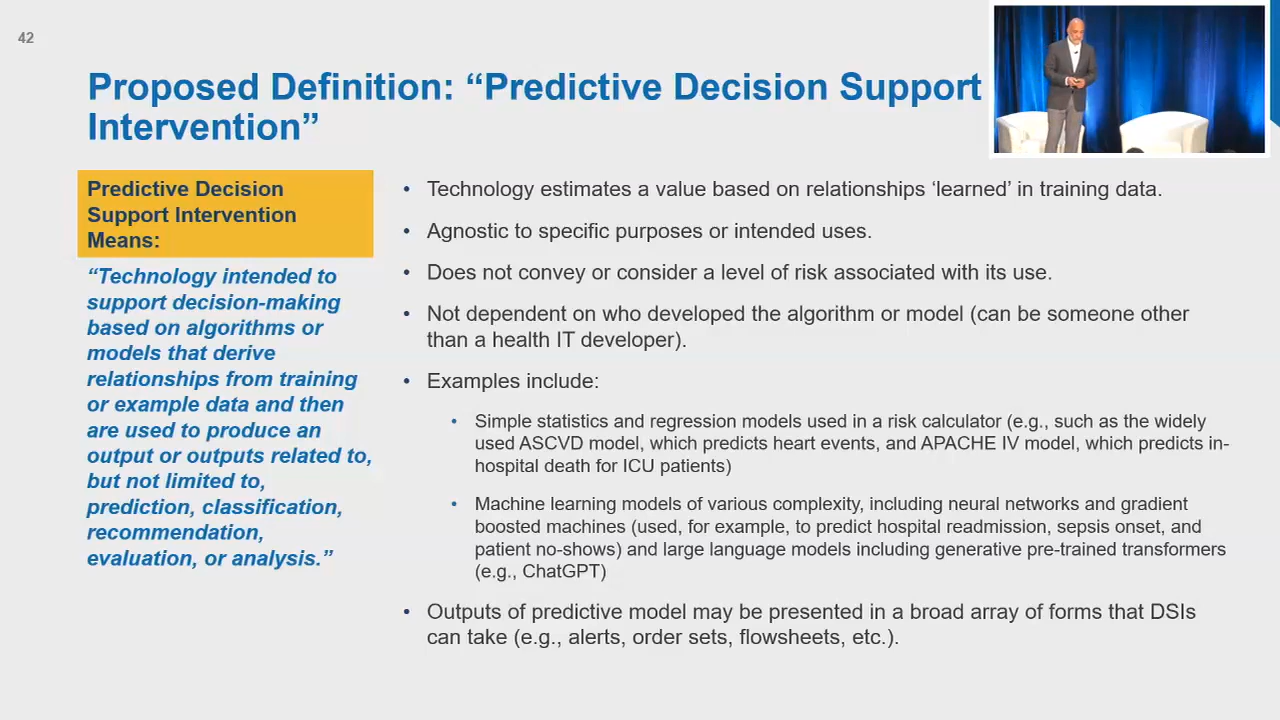 42
Proposed Definition: “Predictive Decision Support
Intervention”
Predictive Decision
Support Intervention
Means:
“Technology intended to
support decision-making
based on algorithms or
models that derive
relationships from training
or example data and then
are used to produce an
output or outputs related to,
but not limited to,
prediction, classification,
recommendation,
evaluation, or analysis.”
• Technology estimates a value based on relationships ‘learned’ in training data.
• Agnostic to specific purposes or intended uses.
• Does not convey or consider a level of risk associated with its use.
• Not dependent on who developed the algorithm or model (can be someone other
than a health IT developer).
• Examples include:
• Simple statistics and regression models used in a risk calculator (e.g., such as the widely
used ASCVD model, which predicts heart events, and APACHE IV model, which predicts in-
hospital death for ICU patients)
• Machine learning models of various complexity, including neural networks and gradient
boosted machines (used, for example, to predict hospital readmission, sepsis onset, and
patient no-shows) and large language models including generative pre-trained transformers
(e.g., ChatGPT)
• Outputs of predictive model may be presented in a broad array of forms that DSIs
can take (e.g., alerts, order sets, flowsheets, etc.).